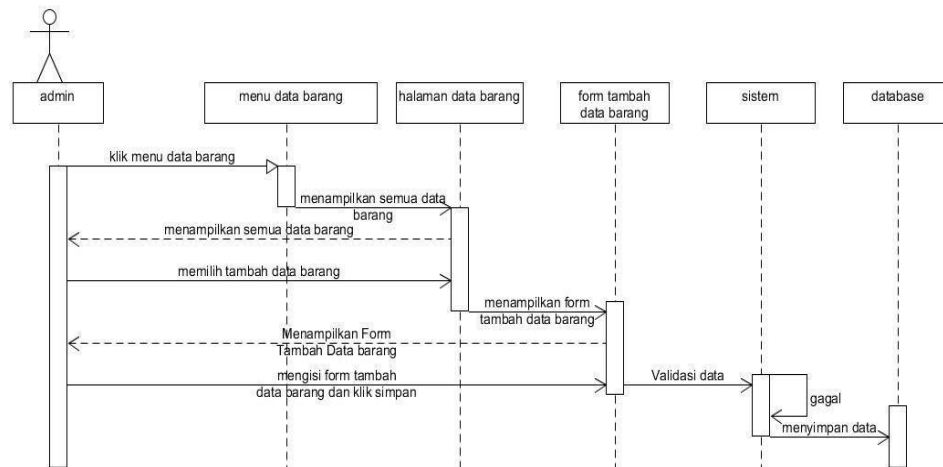 admin
menu data barang
halaman data barang
form tambah
data barang
sistem
database
klik menu data barang
menampilkan semua data
barang
menampilkan semua data barang
memilih tambah data barang
menampilkan form
tambah data barang
Menampilkan Form
Tambah Data barang
mengisi form tambah
data barang dan klik simpan
Validasi data
gagal
menyimpan data